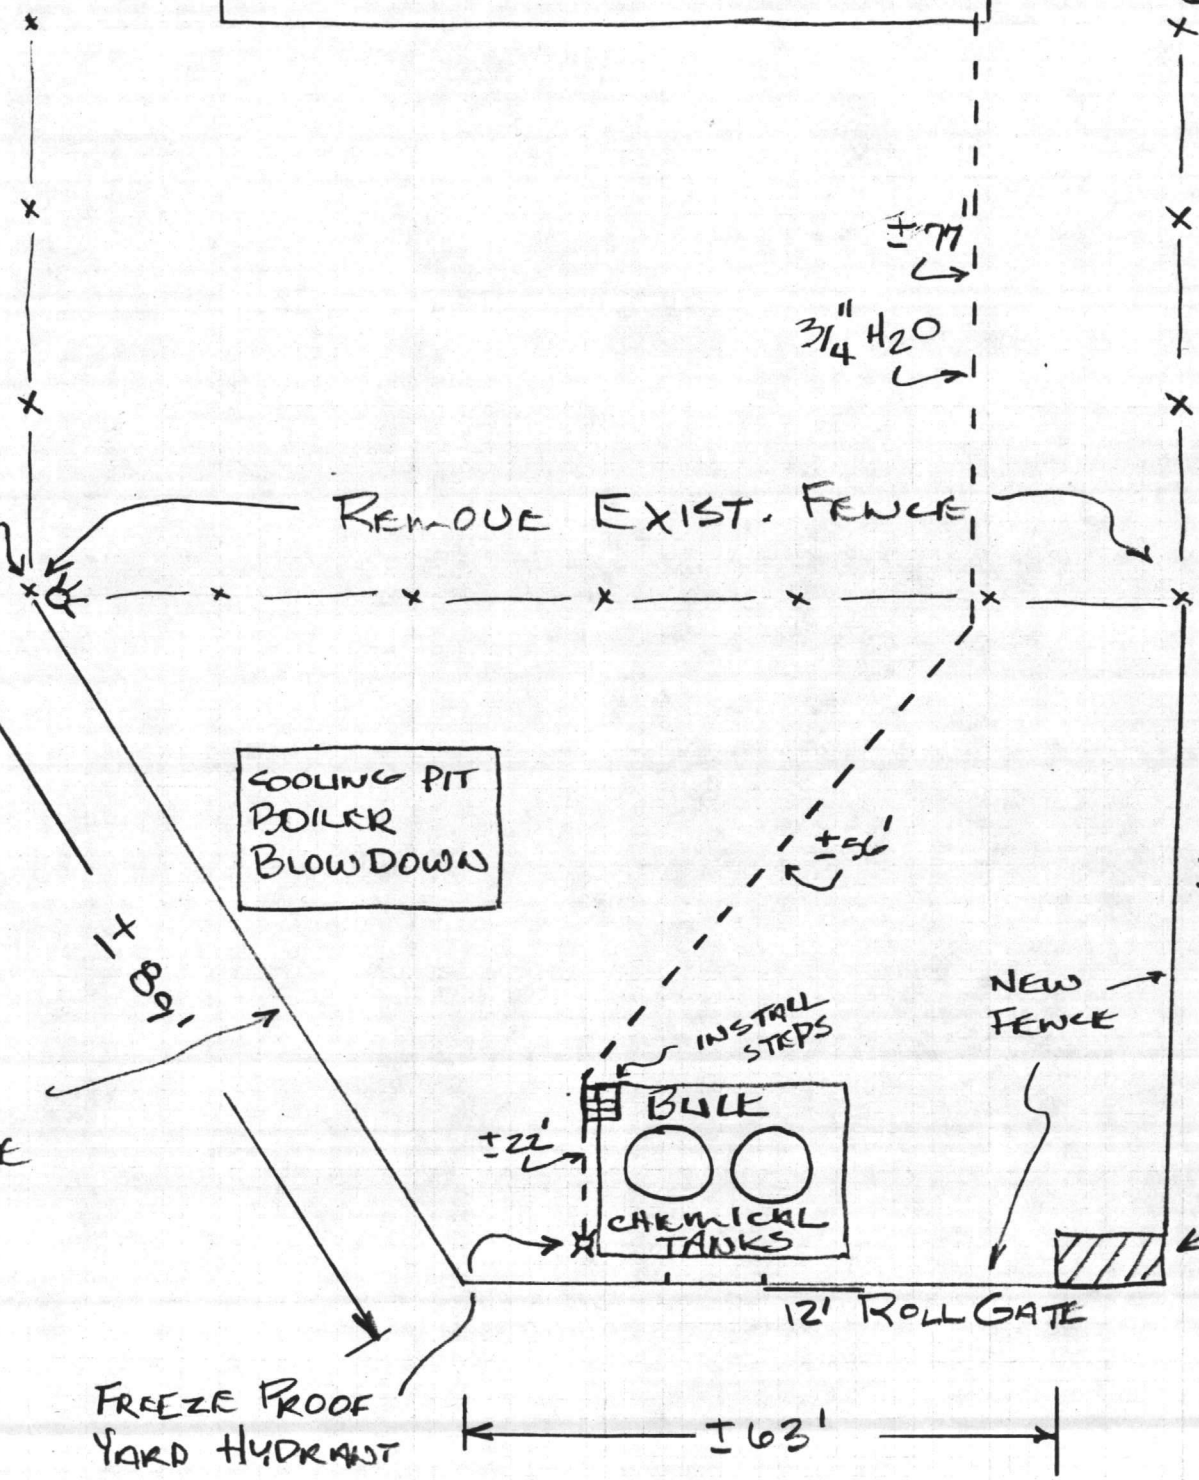 ±77'
3/4" H2O
REMOVE EXIST. FENCE
COOLING PIT
BOILER
BLOWDOWN
±56'
±89'
NEW
FENCE
INSTALL
STEPS
BULK
±22'
CHEMICAL
TANKS
12' ROLL GATE
FREEZE PROOF
YARD HYDRANT
±63'